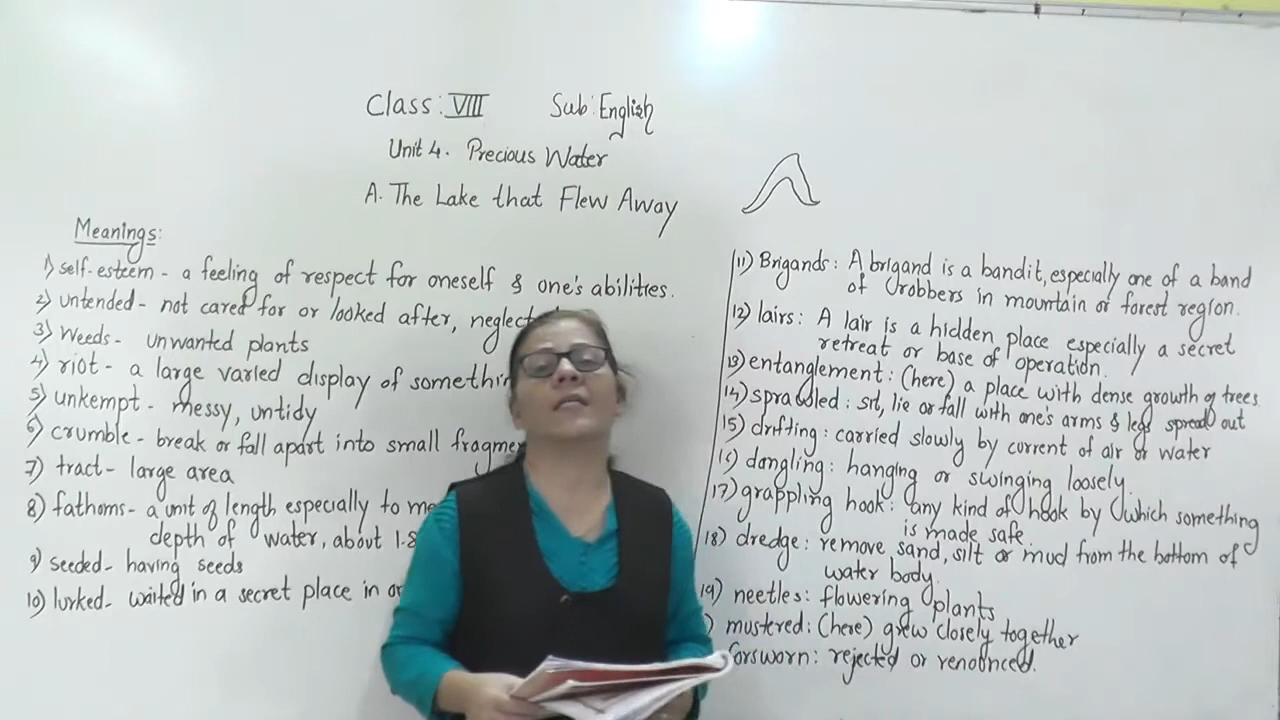 Class: VIII Sub: English
Unit 4. Precious Water
A. The Lake that Flew Away
Meanings:
1) self-esteem - a feeling of respect for oneself & one's abilities.
2) untended - not cared for or looked after,
3) Weeds - unwanted plants
4) riot - a large varied display of
5) unkempt - messy, untidy
6) crumble - break or fall apart into small
7) tract - large area
8) fathoms - a unit of length especially to
depth of water, about
9) seeded - having seeds
10) lurked - waited in a secret place in
11) Brigands: A brigand is a bandit, especially one of a band
of robbers in mountain or forest region.
12) lairs: A lair is a hidden place especially a secret
retreat or base of operation.
13) entanglement: (here) a place with dense growth of trees
14) sprawled: sit, lie or fall with one's arms & legs spread out
15) drifting: carried slowly by current of air or water
16) dangling: hanging or swinging loosely.
17) grappling hook: any kind of hook by which something
is made safe.
18) dredge: remove sand, silt or mud from the bottom of
water body.
19) neetles: flowering plants
) mustered: (here) grew closely together
forsworn: rejected or renounced.